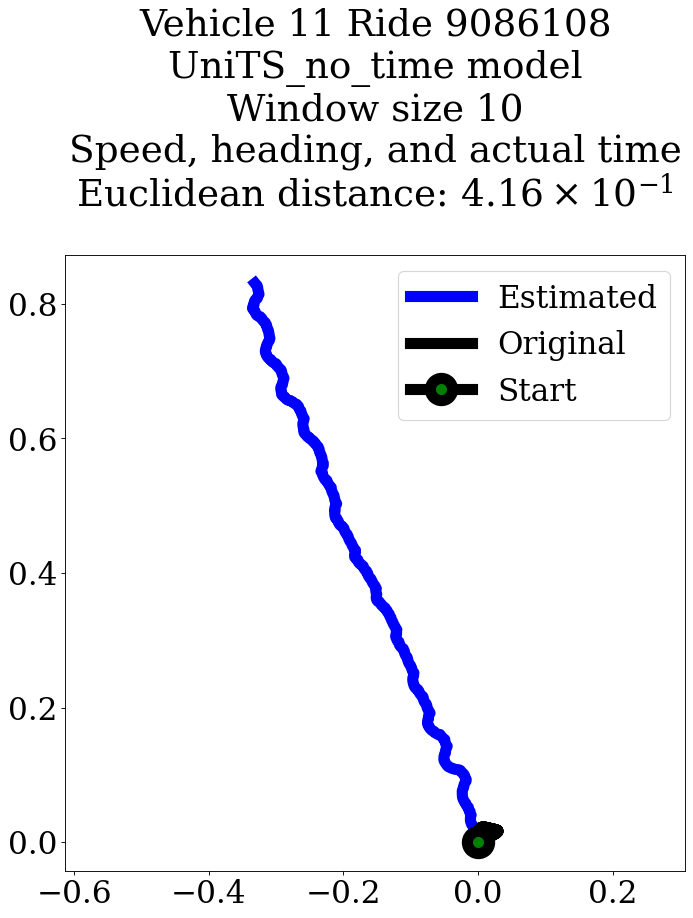 Vehicle 11 Ride 9086108
UniTS_no_time model
Window size 10
Speed, heading, and actual time
Euclidean distance: 4.16 × 10⁻¹
Estimated
Original
Start
0.8
0.6
0.4
0.2
0.0
−0.6 −0.4 −0.2 0.0 0.2